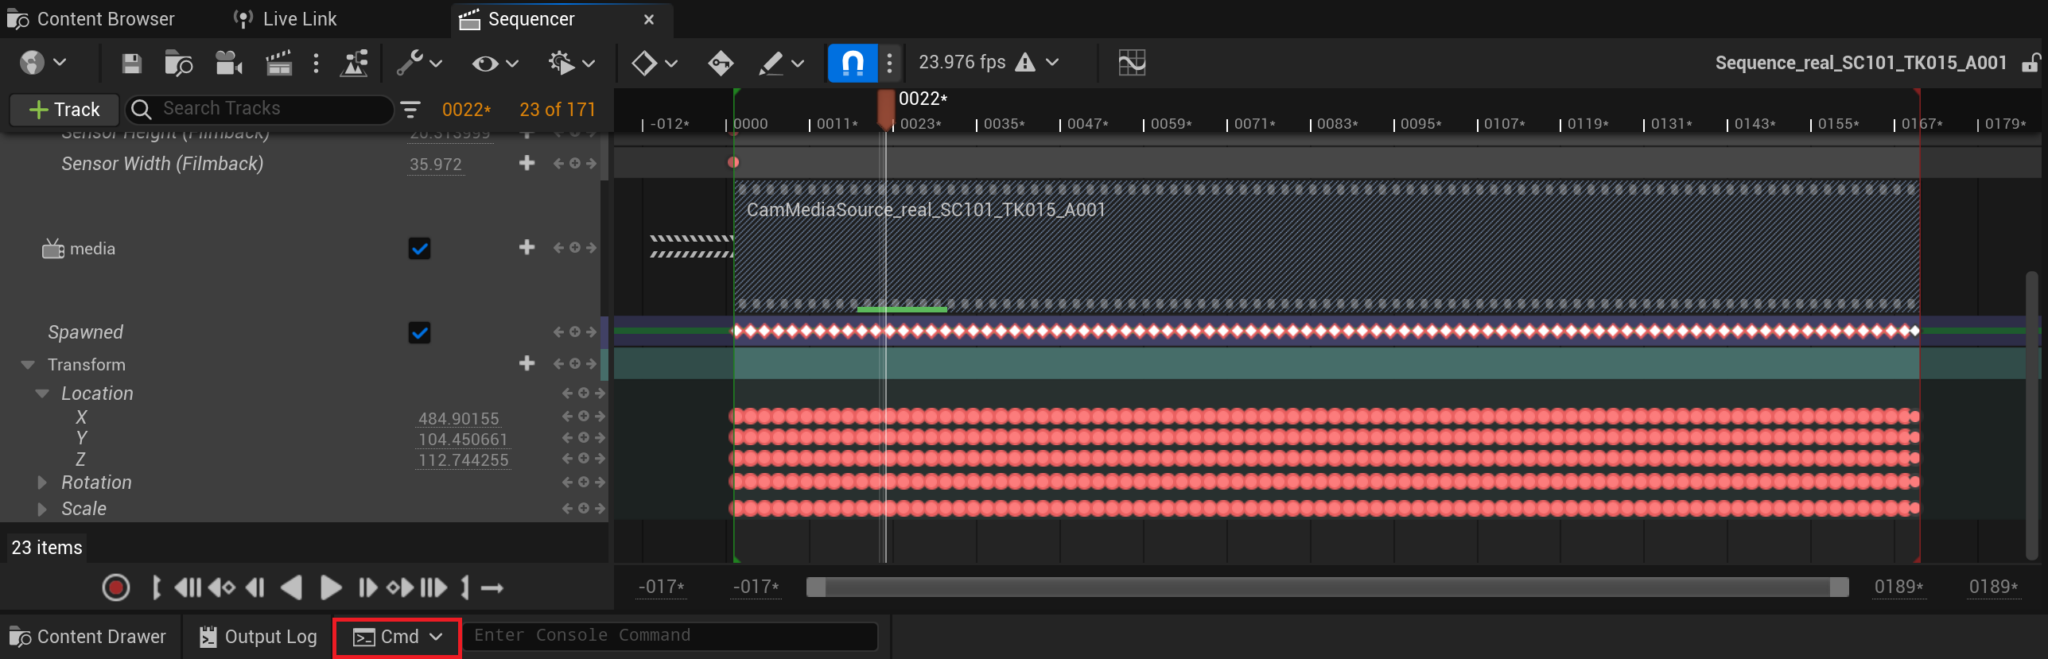 Content Browser
Live Link
Sequencer
23.976 fps
Sequence_real_SC101_TK015_A001
Track
Search Tracks
0022*
23 of 171
0022*
-012*
0000
0011*
0023*
0035*
0047*
0059*
0071*
0083*
0095*
0107*
0119*
0131*
0143*
0155*
0167*
0179*
Sensor Height (Filmback)
20.313999
Sensor Width (Filmback)
35.972
CamMediaSource_real_SC101_TK015_A001
media
Spawned
Transform
Location
X
484.90155
Y
104.450661
Z
112.744255
Rotation
Scale
23 items
-017*
-017*
0189*
0189*
Content Drawer
Output Log
Cmd
Enter Console Command